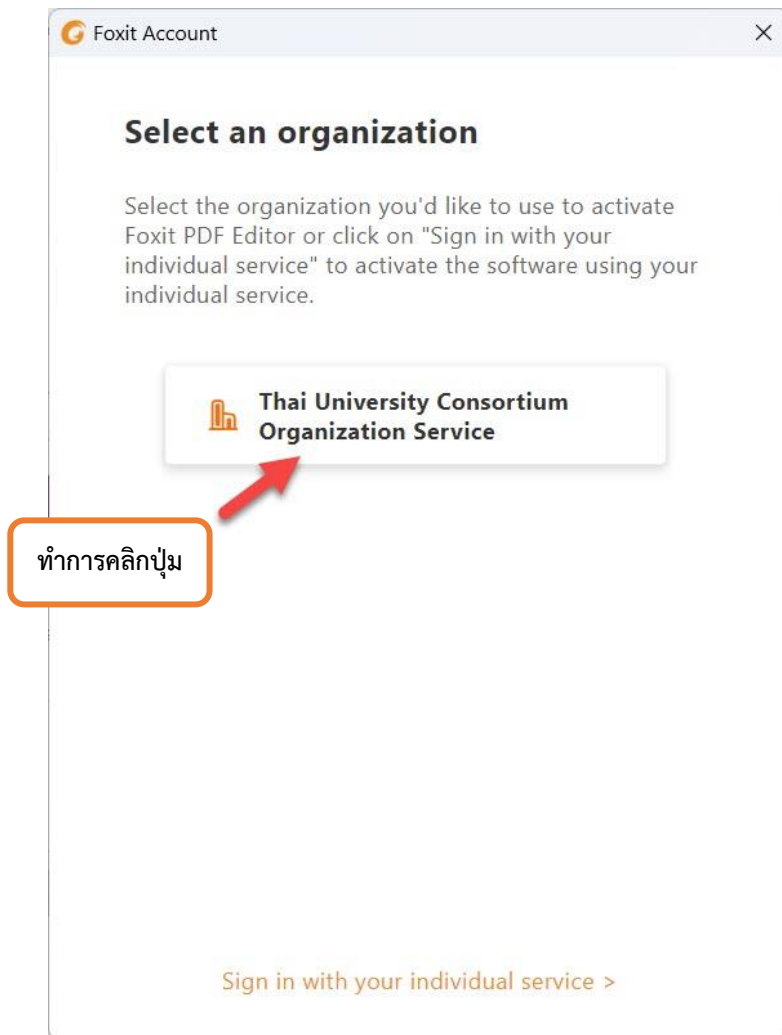 Foxit Account
Select an organization
Select the organization you'd like to use to activate
Foxit PDF Editor or click on "Sign in with your
individual service" to activate the software using your
individual service.
Thai University Consortium
Organization Service
ทำการคลิกปุ่ม
Sign in with your individual service >